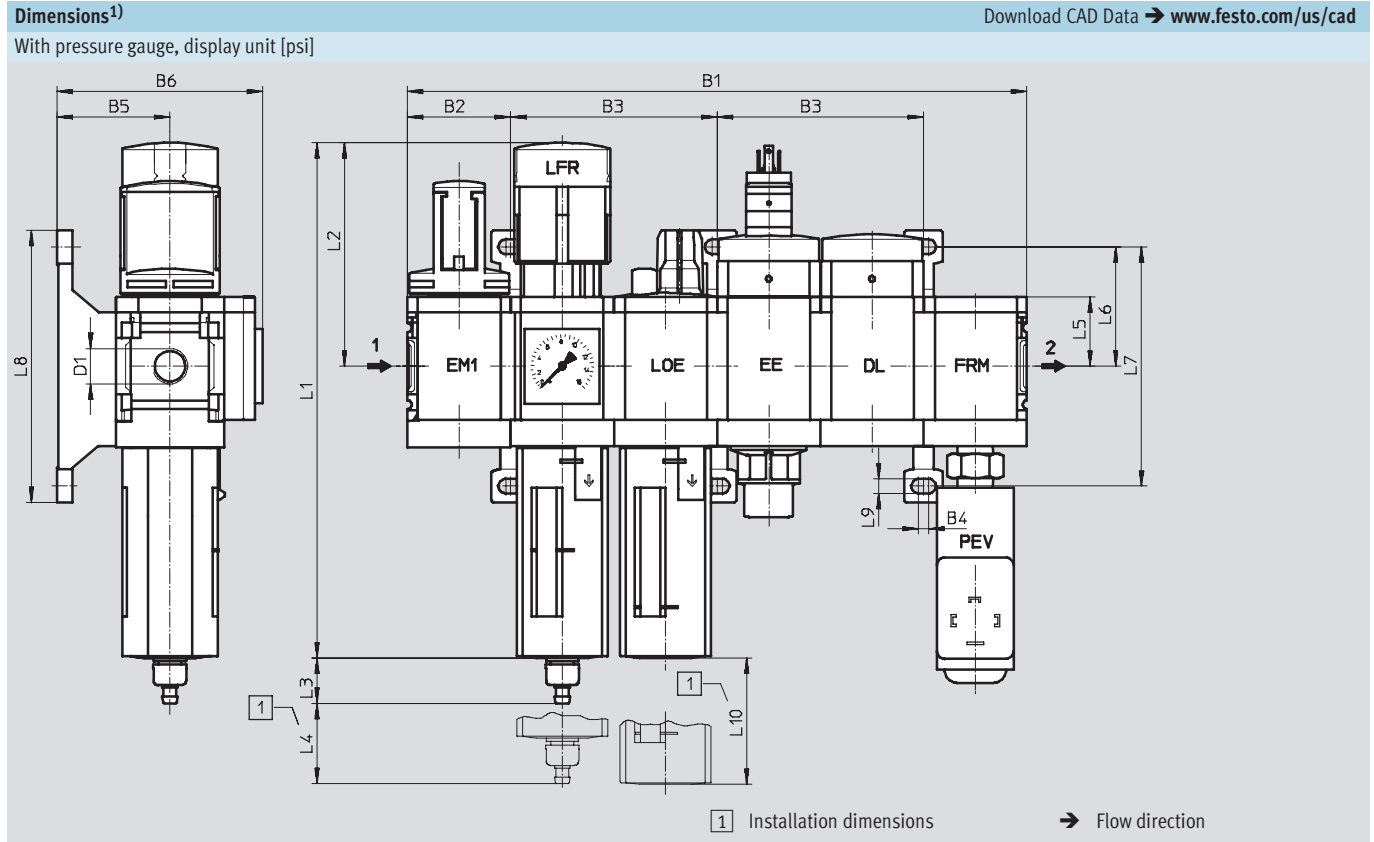 Dimensions1) Download CAD Data ➔ www.festo.com/us/cad
With pressure gauge, display unit [psi]
B6 B1
B5 B2 B3 B3
LFR
L2
L5 L6 L7
L8 D1 L1
1 EM1 LOE EE DL FRM 2
L9 B4
PEV
L3
1 L4
1 L10
1 Installation dimensions ➔ Flow direction